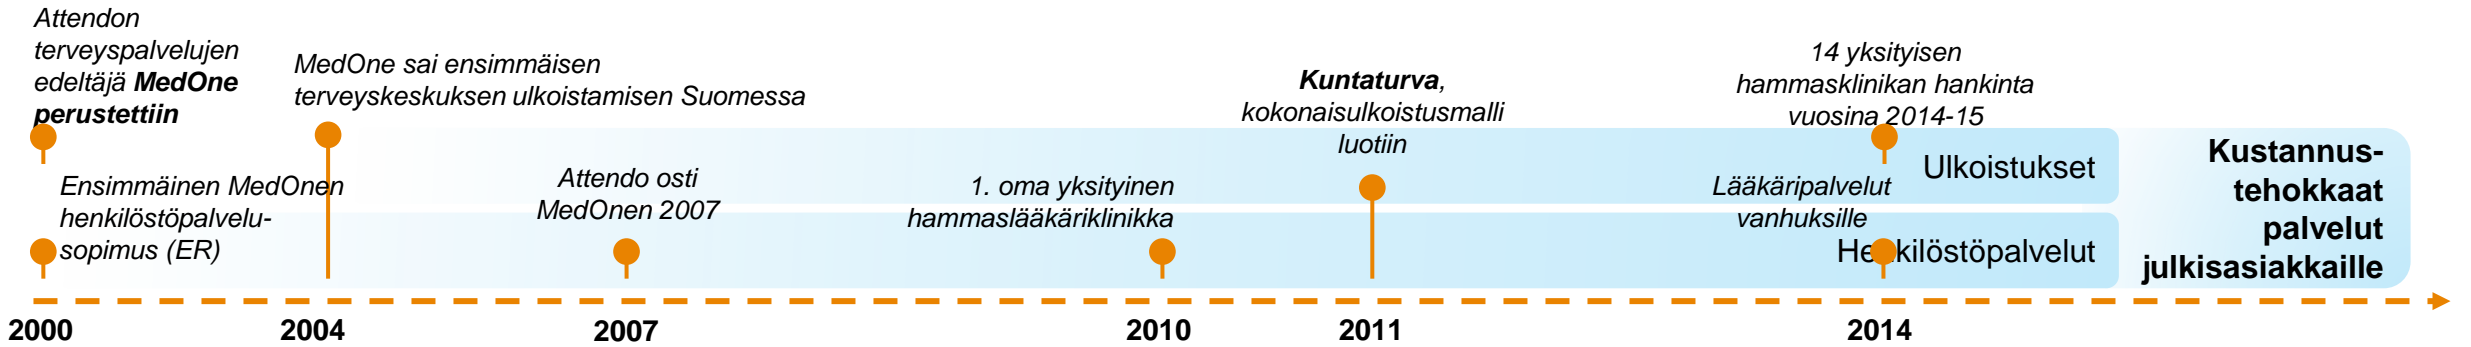 Attendon
terveyspalvelujen
edeltäjä MedOne
perustettiin
Ensimmäinen MedOnen
henkilöstöpalvelu-
sopimus (ER)
MedOne sai ensimmäisen
terveyskeskuksen ulkoistamisen Suomessa
Attendo osti
MedOnen 2007
1. oma yksityinen
hammaslääkäriklinikka
Kuntaturva,
kokonaisulkoistusmalli
luotiin
14 yksityisen
hammasklinikan hankinta
vuosina 2014-15
Lääkäripalvelut
vanhuksille
Ulkoistukset
Henkilöstöpalvelut
Kustannus-
tehokkaat
palvelut
julkisasiakkaille
2000
2004
2007
2010
2011
2014